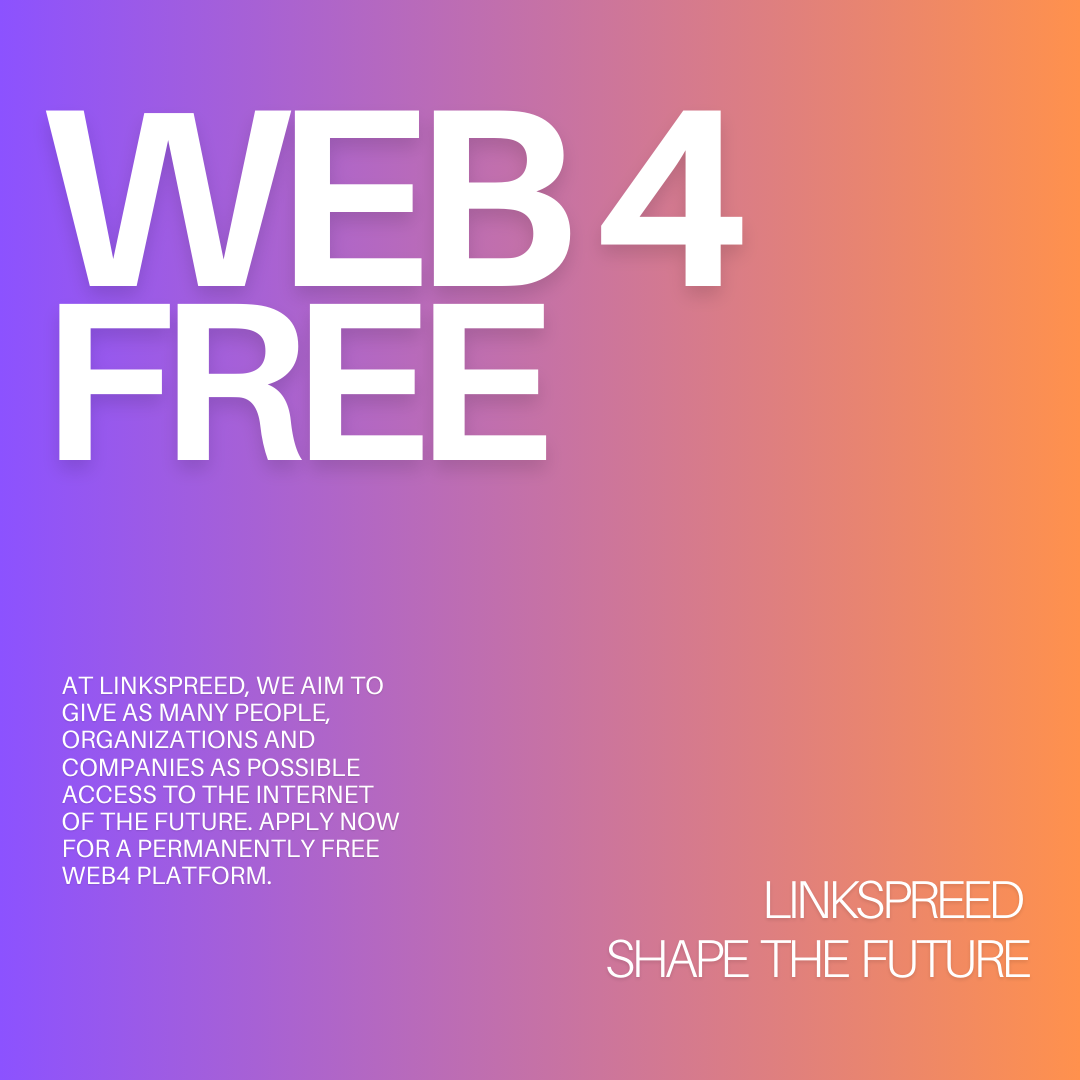 WEB 4
FREE
AT LINKSPREED, WE AIM TO
GIVE AS MANY PEOPLE,
ORGANIZATIONS AND
COMPANIES AS POSSIBLE
ACCESS TO THE INTERNET
OF THE FUTURE. APPLY NOW
FOR A PERMANENTLY FREE
WEB4 PLATFORM.
LINKSPREED
SHAPE THE FUTURE